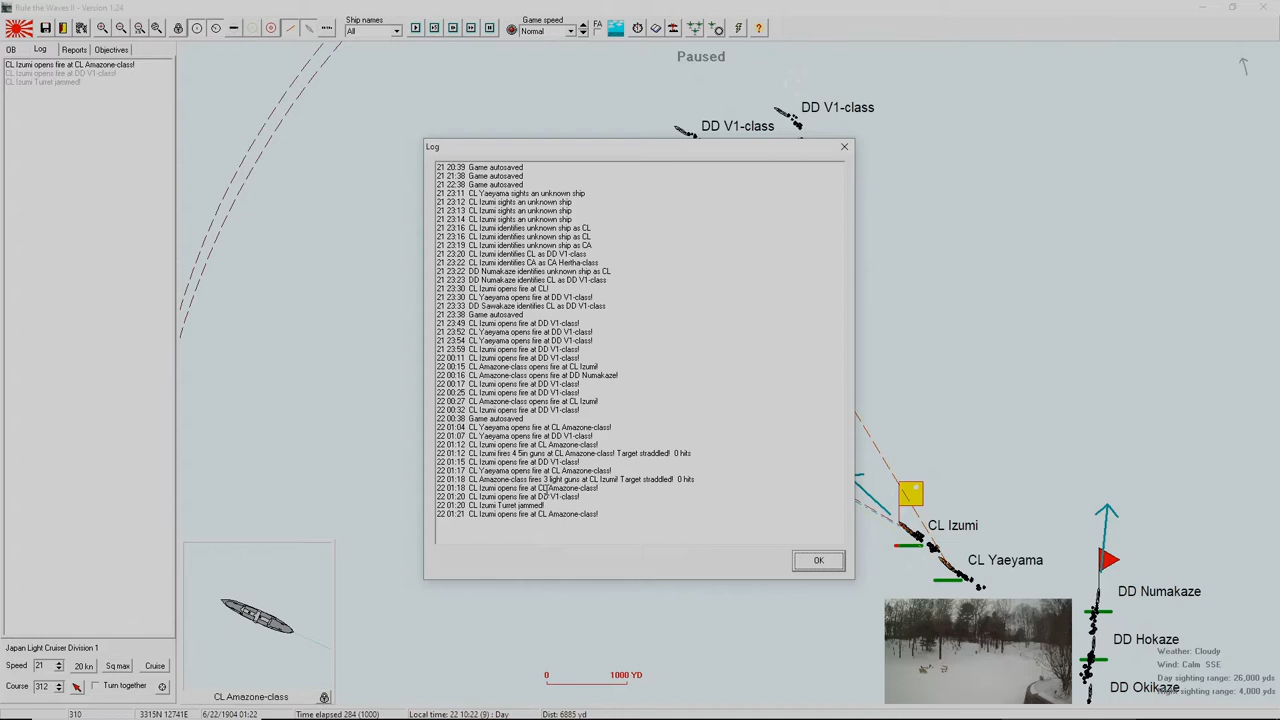 Rule the Waves II - Version 1.24
Ship names
All
Game speed
Normal
FA
OB
Log
Reports
Objectives
CL Izumi opens fire at CL Amazone-class!
CL Izumi opens fire at DD V1-class!
CL Izumi Turret jammed!
Paused
DD V1-class
DD V1-class
Log
21 20:39 Game autosaved
21 21:38 Game autosaved
21 22:38 Game autosaved
21 23:11 CL Yaeyama sights an unknown ship
21 23:12 CL Izumi sights an unknown ship
21 23:13 CL Izumi sights an unknown ship
21 23:14 CL Izumi sights an unknown ship
21 23:16 CL Izumi identifies unknown ship as CL
21 23:16 CL Izumi identifies unknown ship as CL
21 23:19 CL Izumi identifies unknown ship as CA
21 23:20 CL Izumi identifies CL as DD V1-class
21 23:22 CL Izumi identifies CA as CA Hertha-class
21 23:22 DD Numakaze identifies unknown ship as CL
21 23:23 DD Numakaze identifies CL as DD V1-class
21 23:30 CL Izumi opens fire at CL!
21 23:30 CL Yaeyama opens fire at DD V1-class!
21 23:33 DD Sawakaze identifies CL as DD V1-class
21 23:38 Game autosaved
21 23:49 CL Izumi opens fire at DD V1-class!
21 23:52 CL Yaeyama opens fire at DD V1-class!
21 23:54 CL Yaeyama opens fire at DD V1-class!
21 23:59 CL Izumi opens fire at DD V1-class!
22 00:11 CL Izumi opens fire at DD V1-class!
22 00:15 CL Amazone-class opens fire at CL Izumi!
22 00:16 CL Amazone-class opens fire at DD Numakaze!
22 00:17 CL Izumi opens fire at DD V1-class!
22 00:25 CL Izumi opens fire at DD V1-class!
22 00:27 CL Amazone-class opens fire at CL Izumi!
22 00:32 CL Izumi opens fire at DD V1-class!
22 00:38 Game autosaved
22 01:04 CL Yaeyama opens fire at CL Amazone-class!
22 01:07 CL Yaeyama opens fire at DD V1-class!
22 01:12 CL Izumi opens fire at CL Amazone-class!
22 01:12 CL Izumi fires 4 5in guns at CL Amazone-class! Target straddled! 0 hits
22 01:15 CL Izumi opens fire at DD V1-class!
22 01:17 CL Yaeyama opens fire at CL Amazone-class!
22 01:18 CL Amazone-class fires 3 light guns at CL Izumi! Target straddled! 0 hits
22 01:18 CL Izumi opens fire at CL Amazone-class!
22 01:20 CL Izumi opens fire at DD V1-class!
22 01:20 CL Izumi Turret jammed!
22 01:21 CL Izumi opens fire at CL Amazone-class!
OK
CL Izumi
CL Yaeyama
DD Numakaze
DD Hokaze
DD Okikaze
Weather: Cloudy
Wind: Calm SSE
Day sighting range: 26,000 yds
Night sighting range: 4,000 yds
0
1000 YD
Japan Light Cruiser Division 1
Speed 21 20 kn Sq max Cruise
Course 312 Turn together
CL Amazone-class
310
3315N 12741E
6/22/1904 01:22
Time elapsed 284 (1000)
Local time: 22 10:22 (9) : Day
Dist: 6885 yd